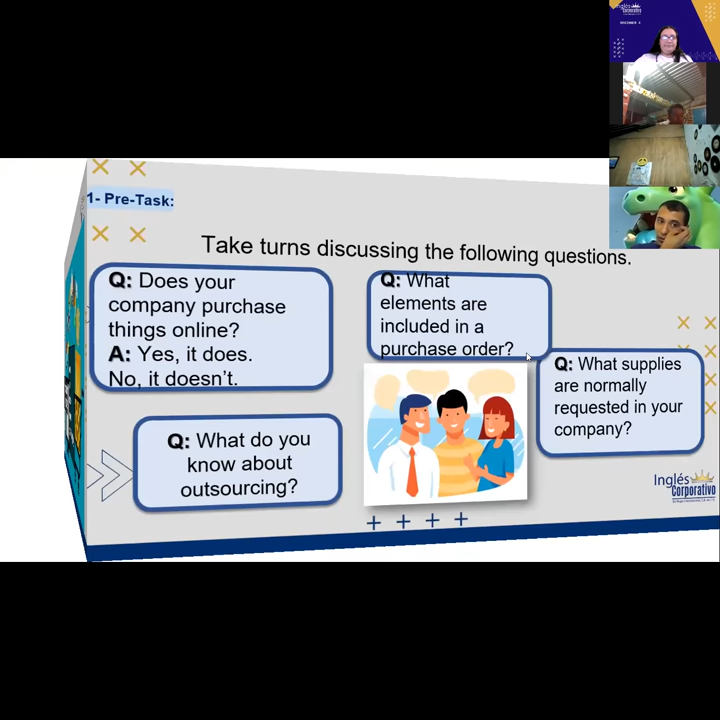 1- Pre-Task:
Take turns discussing the following questions.
Q: Does your
company purchase
things online?
A: Yes, it does.
No, it doesn't.
Q: What
elements are
included in a
purchase order?
Q: What supplies
are normally
requested in your
company?
Q: What do you
know about
outsourcing?
Inglés
Corporativo
Inglés
Corporativo